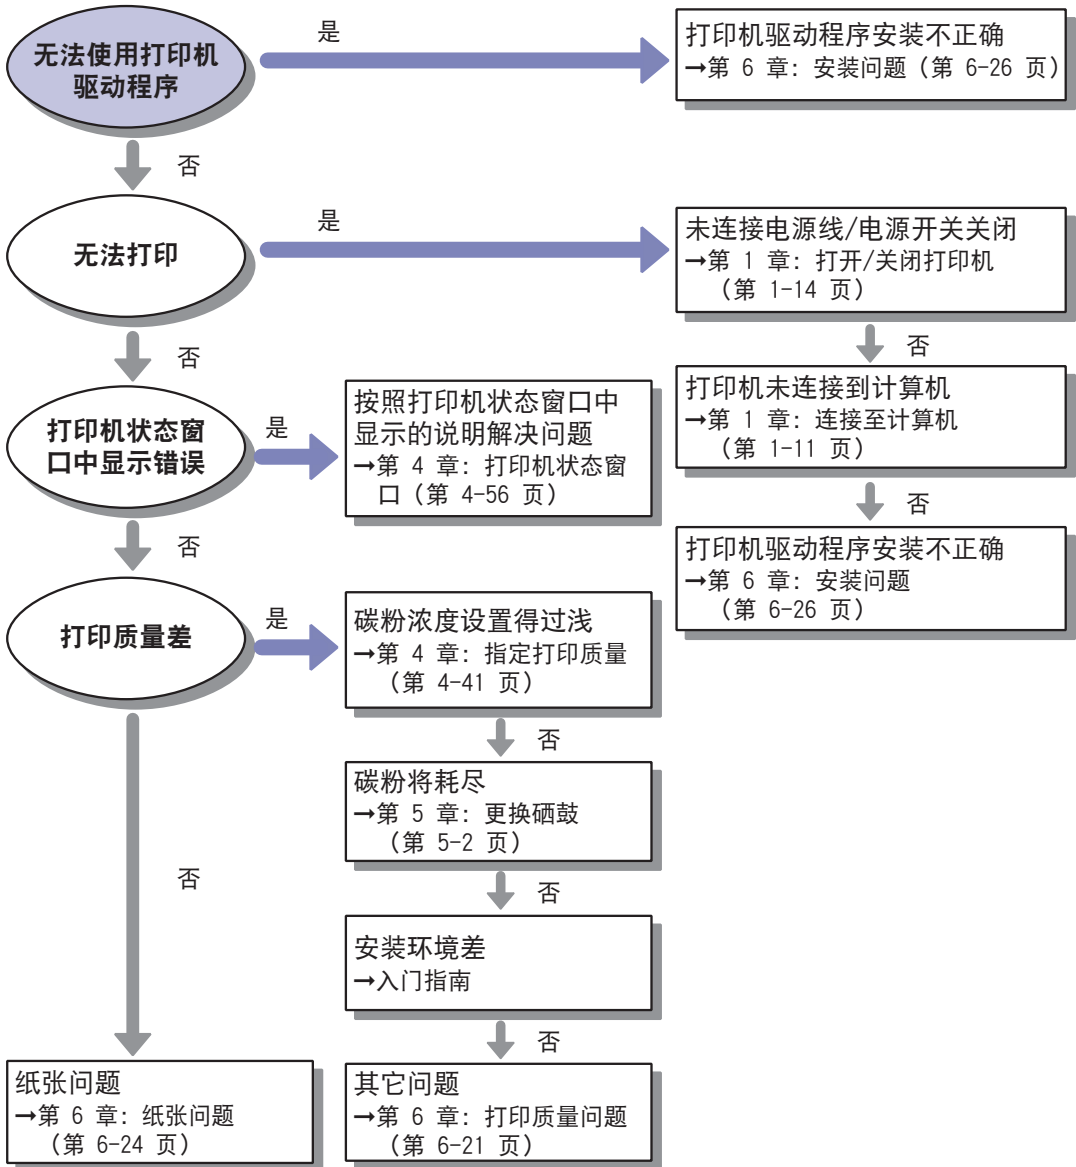 无法使用打印机
驱动程序
是
打印机驱动程序安装不正确
→第 6 章: 安装问题 (第 6-26 页)
否
无法打印
是
未连接电源线/电源开关关闭
→第 1 章: 打开/关闭打印机
(第 1-14 页)
否
打印机未连接到计算机
→第 1 章: 连接至计算机
(第 1-11 页)
否
打印机驱动程序安装不正确
→第 6 章: 安装问题
(第 6-26 页)
否
打印机状态窗
口中显示错误
是
按照打印机状态窗口中
显示的说明解决问题
→第 4 章: 打印机状态窗
口 (第 4-56 页)
否
打印质量差
是
碳粉浓度设置得过浅
→第 4 章: 指定打印质量
(第 4-41 页)
否
碳粉将耗尽
→第 5 章: 更换硒鼓
(第 5-2 页)
否
安装环境差
→入门指南
否
其它问题
→第 6 章: 打印质量问题
(第 6-21 页)
否
纸张问题
→第 6 章: 纸张问题
(第 6-24 页)